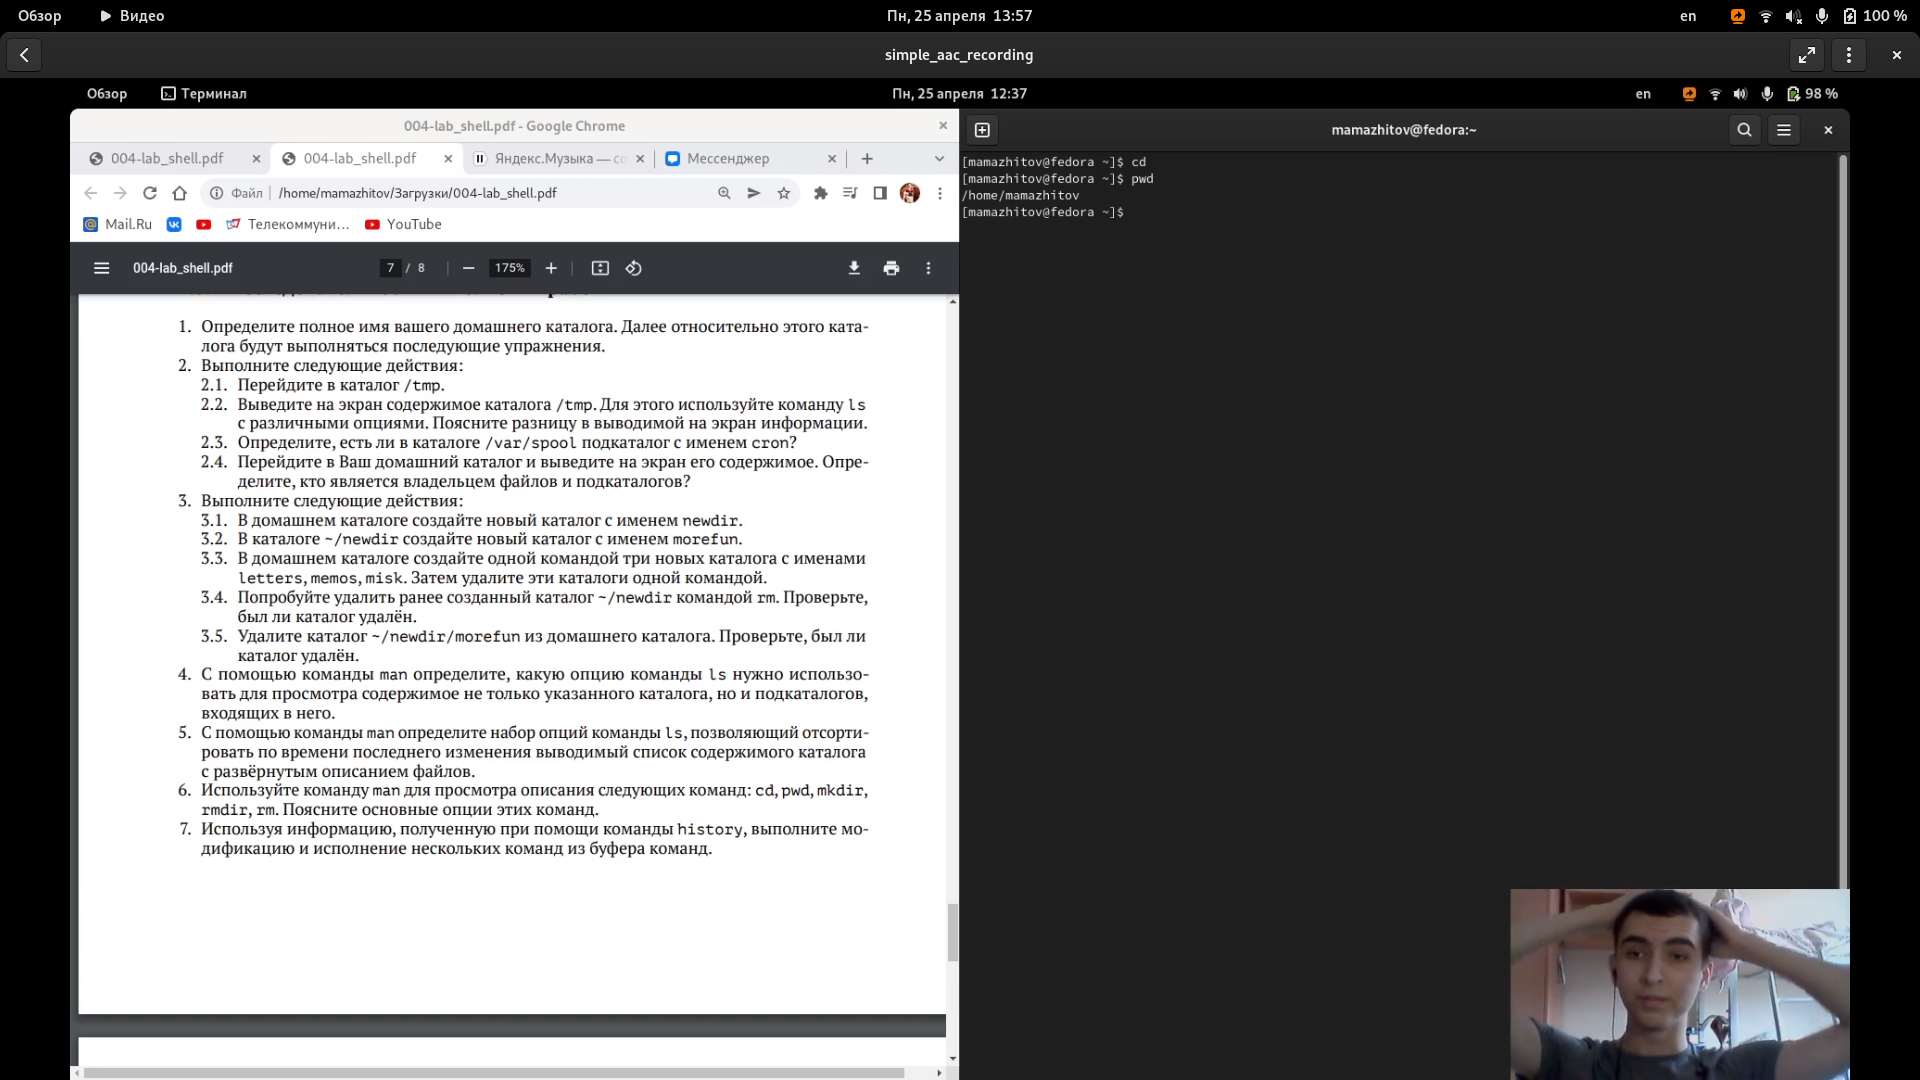 Обзор Видео Пн, 25 апреля 13:57 en 100 %
simple_aac_recording
Обзор Терминал Пн, 25 апреля 12:37 en 98 %
004-lab_shell.pdf - Google Chrome
004-lab_shell.pdf 004-lab_shell.pdf Яндекс.Музыка — со Мессенджер
Файл /home/mamazhitov/Загрузки/004-lab_shell.pdf
Mail.Ru Телекоммуни... YouTube
004-lab_shell.pdf 7 / 8 175%
1. Определите полное имя вашего домашнего каталога. Далее относительно этого ката-
лога будут выполняться последующие упражнения.
2. Выполните следующие действия:
2.1. Перейдите в каталог /tmp.
2.2. Выведите на экран содержимое каталога /tmp. Для этого используйте команду ls
с различными опциями. Поясните разницу в выводимой на экран информации.
2.3. Определите, есть ли в каталоге /var/spool подкаталог с именем cron?
2.4. Перейдите в Ваш домашний каталог и выведите на экран его содержимое. Опре-
делите, кто является владельцем файлов и подкаталогов?
3. Выполните следующие действия:
3.1. В домашнем каталоге создайте новый каталог с именем newdir.
3.2. В каталоге ~/newdir создайте новый каталог с именем morefun.
3.3. В домашнем каталоге создайте одной командой три новых каталога с именами
letters, memos, misk. Затем удалите эти каталоги одной командой.
3.4. Попробуйте удалить ранее созданный каталог ~/newdir командой rm. Проверьте,
был ли каталог удалён.
3.5. Удалите каталог ~/newdir/morefun из домашнего каталога. Проверьте, был ли
каталог удалён.
4. С помощью команды man определите, какую опцию команды ls нужно использо-
вать для просмотра содержимое не только указанного каталога, но и подкаталогов,
входящих в него.
5. С помощью команды man определите набор опций команды ls, позволяющий отсорти-
ровать по времени последнего изменения выводимый список содержимого каталога
с развёрнутым описанием файлов.
6. Используйте команду man для просмотра описания следующих команд: cd, pwd, mkdir,
rmdir, rm. Поясните основные опции этих команд.
7. Используя информацию, полученную при помощи команды history, выполните мо-
дификацию и исполнение нескольких команд из буфера команд.
mamazhitov@fedora:~
[mamazhitov@fedora ~]$ cd
[mamazhitov@fedora ~]$ pwd
/home/mamazhitov
[mamazhitov@fedora ~]$